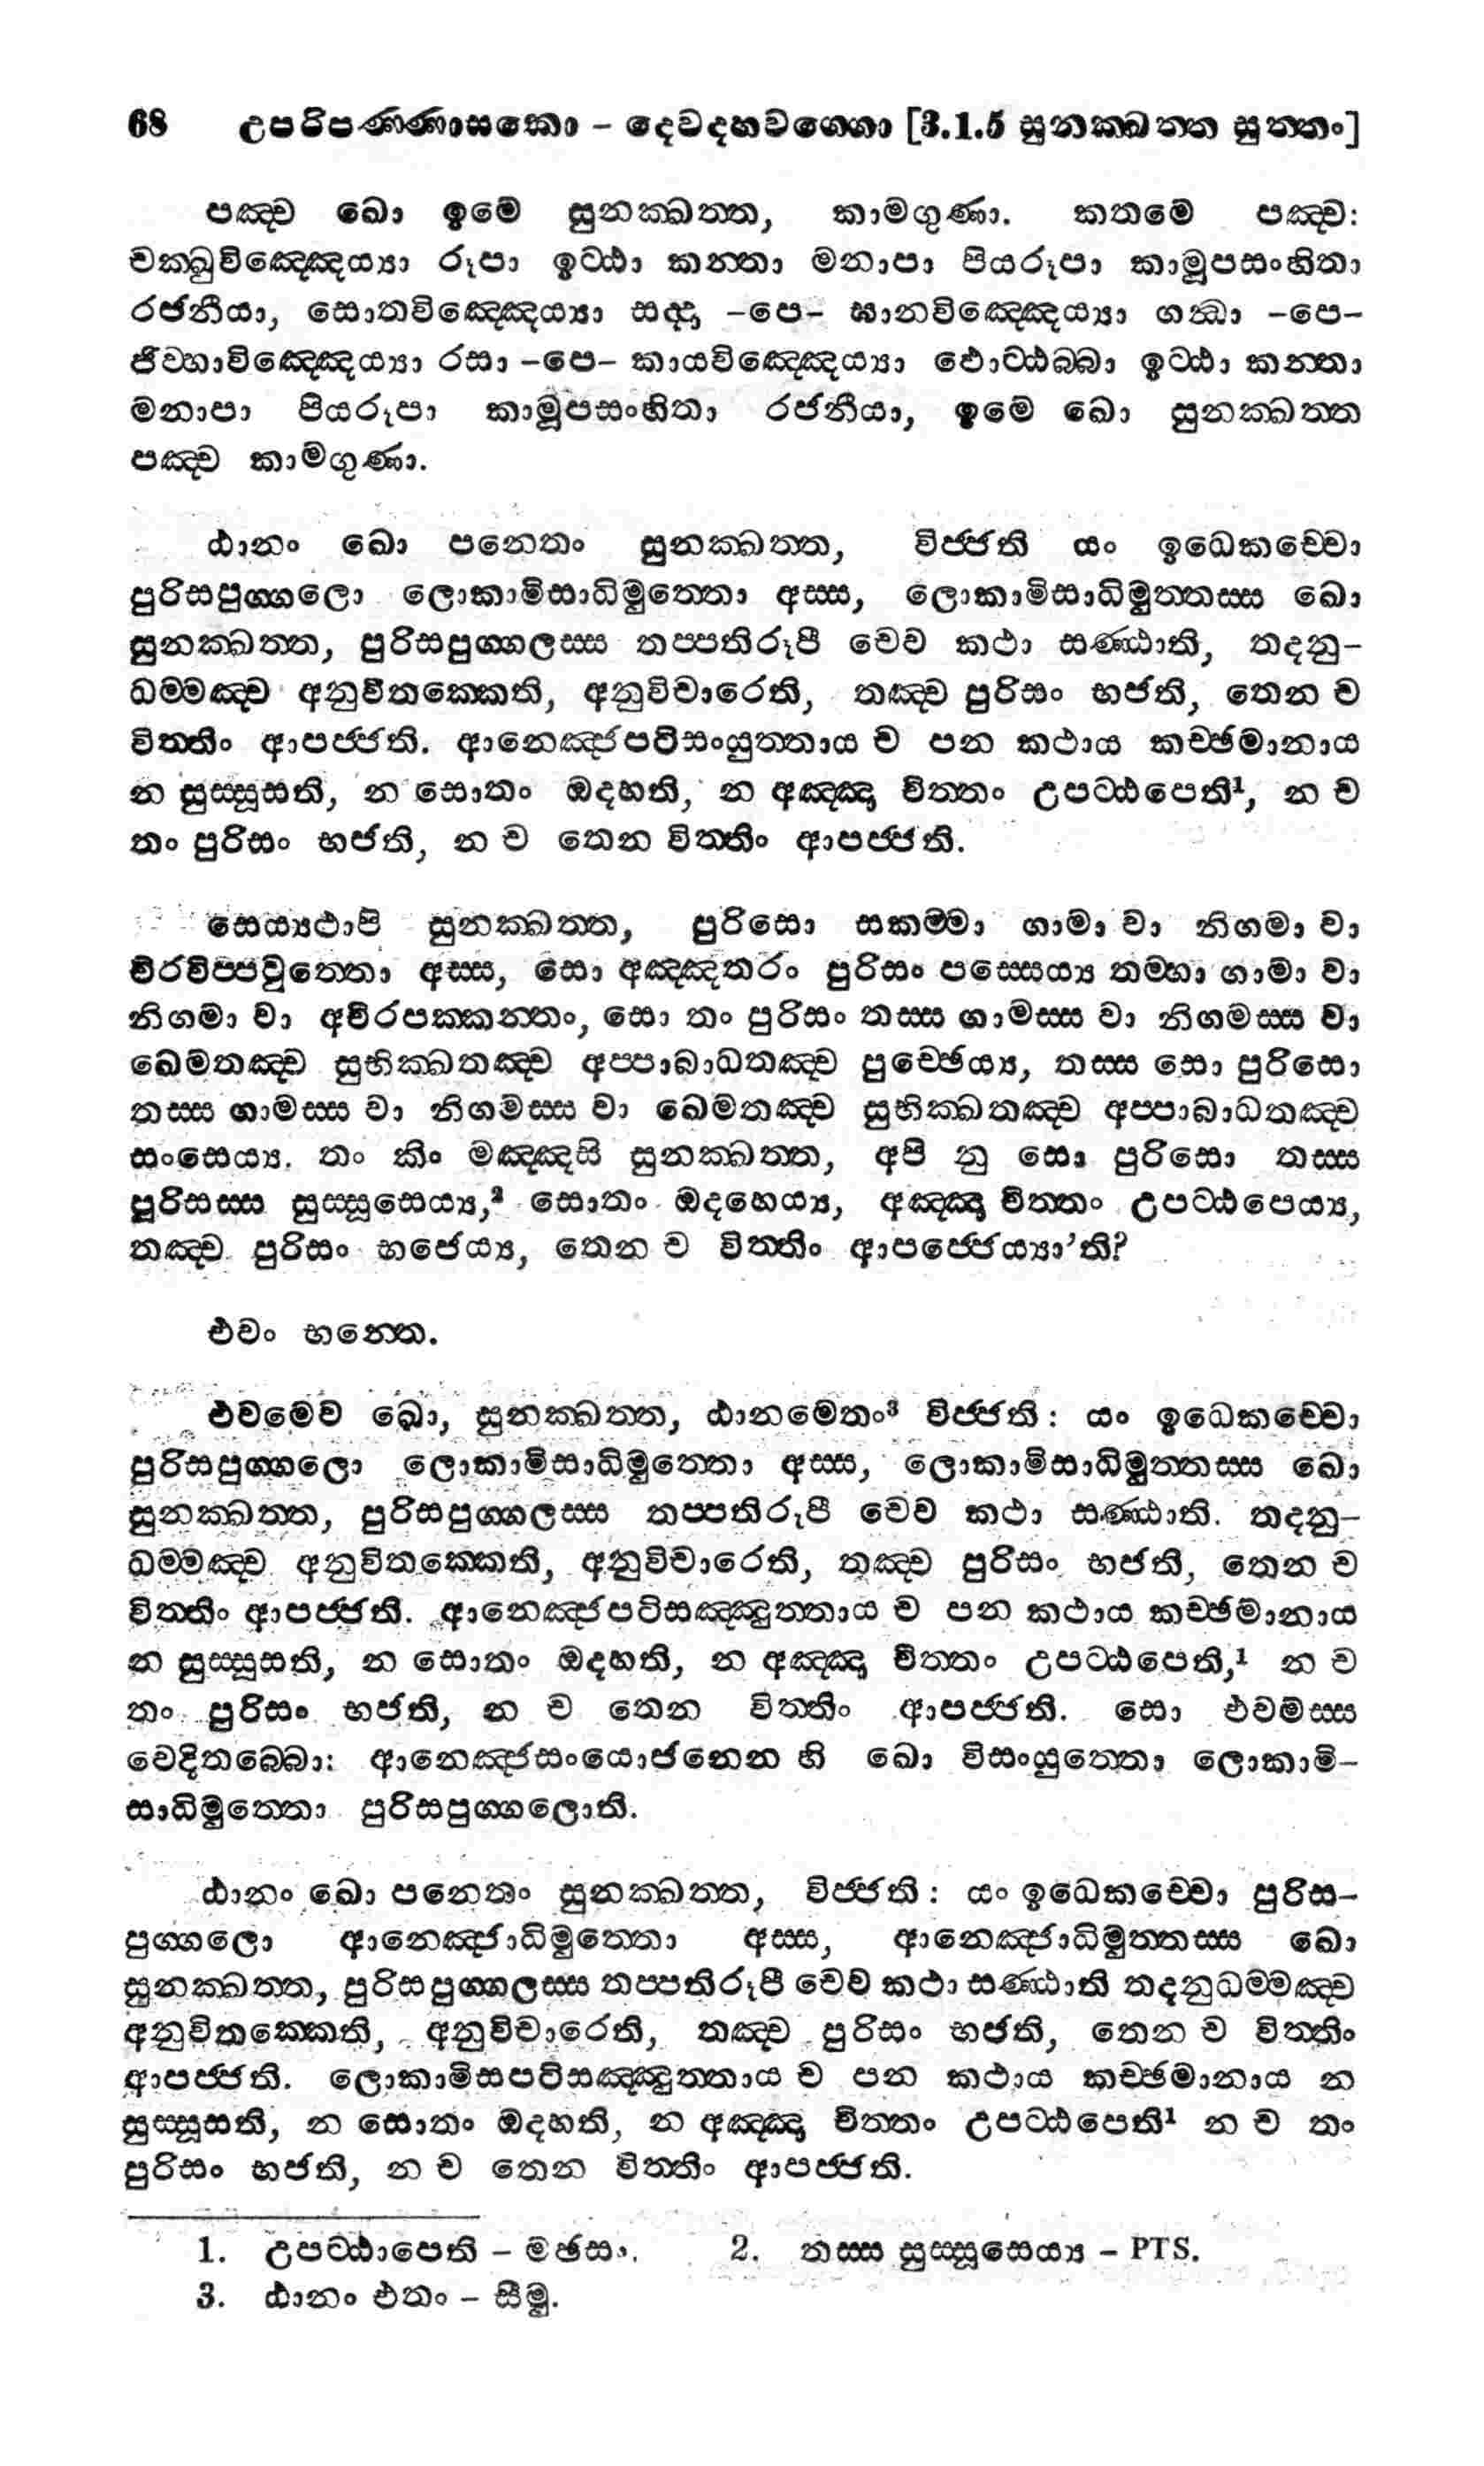 68 උපරිපණ්ණාසකො – දෙවදහවග්ගො [3.1.5 සුනක්ඛත්ත සුත්තං]
පඤ්ච ඛො ඉමෙ සුනක්ඛත්ත, කාමගුණා. කතමෙ පඤ්ච:
චක්ඛුවිඤ්ඤෙය්‍යා රූපා ඉට්ඨා කන්තා මනාපා පියරූපා කාමූපසංහිතා
රජනීයා, සොතවිඤ්ඤෙය්‍යා සද්දා -පෙ- ඝානවිඤ්ඤෙය්‍යා ගන්ධා -පෙ-
ජිව්හාවිඤ්ඤෙය්‍යා රසා -පෙ- කායවිඤ්ඤෙය්‍යා ඵොට්ඨබ්බා ඉට්ඨා කන්තා
මනාපා පියරූපා කාමූපසංහිතා රජනීයා, ඉමෙ ඛො සුනක්ඛත්ත
පඤ්ච කාමගුණා.
ඨානං ඛො පනෙතං සුනක්ඛත්ත, විජ්ජති යං ඉධෙකච්චො
පුරිසපුග්ගලො ලොකාමිසාධිමුත්තො අස්ස, ලොකාමිසාධිමුත්තස්ස ඛො
සුනක්ඛත්ත, පුරිසපුග්ගලස්ස තප්පතිරූපී චෙව කථා සණ්ඨාති, තදනු-
ධම්මඤ්ච අනුවිතක්කෙති, අනුවිචාරෙති, තඤ්ච පුරිසං භජති, තෙන ච
විත්තිං ආපජ්ජති. ආනෙඤ්ජපටිසංයුත්තාය ච පන කථාය කච්ඡමානාය
න සුස්සූසති, න සොතං ඔදහති, න අඤ්ඤා චිත්තං උපට්ඨපෙති¹, න ච
තං පුරිසං භජති, න ච තෙන විත්තිං ආපජ්ජති.
සෙය්‍යථාපි සුනක්ඛත්ත, පුරිසො සකම්මා ගාමා වා නිගමා වා
චිරවිප්පවුත්තො අස්ස, සො අඤ්ඤතරං පුරිසං පස්සෙය්‍ය තම්හා ගාමා වා
නිගමා වා අචිරපක්කන්තං, සො තං පුරිසං තස්ස ගාමස්ස වා නිගමස්ස වා
ඛෙමතඤ්ච සුභික්ඛතඤ්ච අප්පාබාධතඤ්ච පුච්ඡෙය්‍ය, තස්ස සො පුරිසො
තස්ස ගාමස්ස වා නිගමස්ස වා ඛෙමතඤ්ච සුභික්ඛතඤ්ච අප්පාබාධතඤ්ච
සංසෙය්‍ය. තං කිං මඤ්ඤසි සුනක්ඛත්ත, අපි නු සො පුරිසො තස්ස
පුරිසස්ස සුස්සූසෙය්‍ය,² සොතං ඔදහෙය්‍ය, අඤ්ඤා චිත්තං උපට්ඨපෙය්‍ය,
තඤ්ච පුරිසං භජෙය්‍ය, තෙන ච විත්තිං ආපජ්ජෙය්‍යා'ති?
එවං භන්තෙ.
එවමෙව ඛො, සුනක්ඛත්ත, ඨානමෙතං³ විජ්ජති: යං ඉධෙකච්චො
පුරිසපුග්ගලො ලොකාමිසාධිමුත්තො අස්ස, ලොකාමිසාධිමුත්තස්ස ඛො
සුනක්ඛත්ත, පුරිසපුග්ගලස්ස තප්පතිරූපී චෙව කථා සණ්ඨාති. තදනු-
ධම්මඤ්ච අනුවිතක්කෙති, අනුවිචාරෙති, තඤ්ච පුරිසං භජති, තෙන ච
විත්තිං ආපජ්ජති. ආනෙඤ්ජපටිසඤ්ඤුත්තාය ච පන කථාය කච්ඡමානාය
න සුස්සූසති, න සොතං ඔදහති, න අඤ්ඤා චිත්තං උපට්ඨපෙති,¹ න ච
තං පුරිසං භජති, න ච තෙන විත්තිං ආපජ්ජති. සො එවමස්ස
වෙදිතබ්බො: ආනෙඤ්ජසංයොජනෙන හි ඛො විසංයුත්තො ලොකාමි-
සාධිමුත්තො පුරිසපුග්ගලොති.
ඨානං ඛො පනෙතං සුනක්ඛත්ත, විජ්ජති: යං ඉධෙකච්චො පුරිස-
පුග්ගලො ආනෙඤ්ජාධිමුත්තො අස්ස, ආනෙඤ්ජාධිමුත්තස්ස ඛො
සුනක්ඛත්ත, පුරිසපුග්ගලස්ස තප්පතිරූපී චෙව කථා සණ්ඨාති තදනුධම්මඤ්ච
අනුවිතක්කෙති, අනුවිචාරෙති, තඤ්ච පුරිසං භජති, තෙන ච විත්තිං
ආපජ්ජති. ලොකාමිසපටිසඤ්ඤුත්තාය ච පන කථාය කච්ඡමානාය න
සුස්සූසති, න සොතං ඔදහති, න අඤ්ඤා චිත්තං උපට්ඨපෙති¹ න ච තං
පුරිසං භජති, න ච තෙන විත්තිං ආපජ්ජති.
1. උපට්ඨාපෙති – මඡසං. 2. තස්ස සුස්සූසෙය්‍ය – PTS.
3. ඨානං එතං – සීමු.